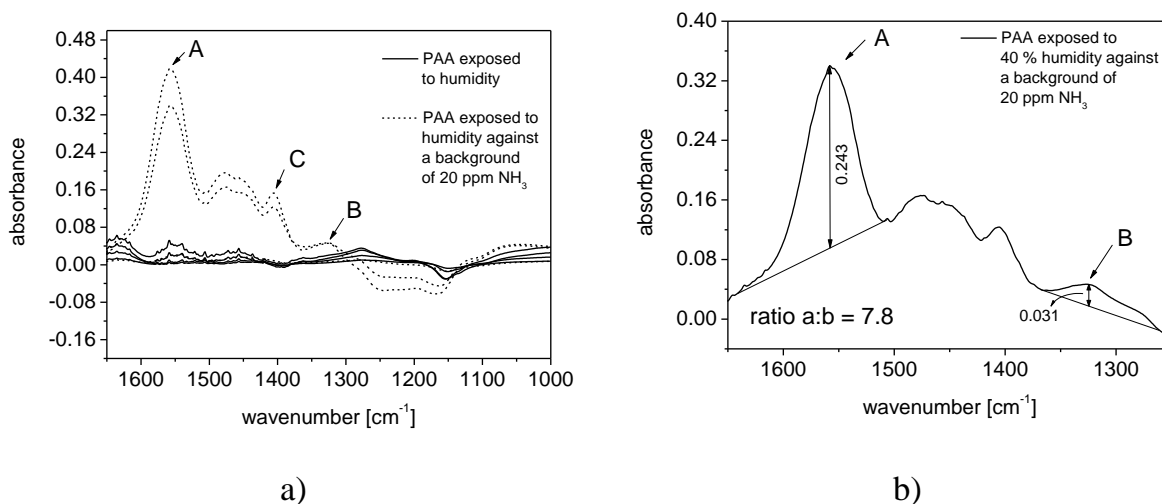 absorbance
0.48
0.40
0.32
0.24
0.16
0.08
0.00
-0.08
-0.16
A
C
B
PAA exposed
to humidity
PAA exposed to
humidity against
a background
of 20 ppm NH3
1600
1500
1400
1300
1200
1100
1000
wavenumber [cm-1]
a)
absorbance
0.40
0.32
0.24
0.16
0.08
0.00
A
0.243
PAA exposed to
40 % humidity against
a background of
20 ppm NH3
B
0.031
ratio a:b = 7.8
1600
1500
1400
1300
wavenumber [cm-1]
b)